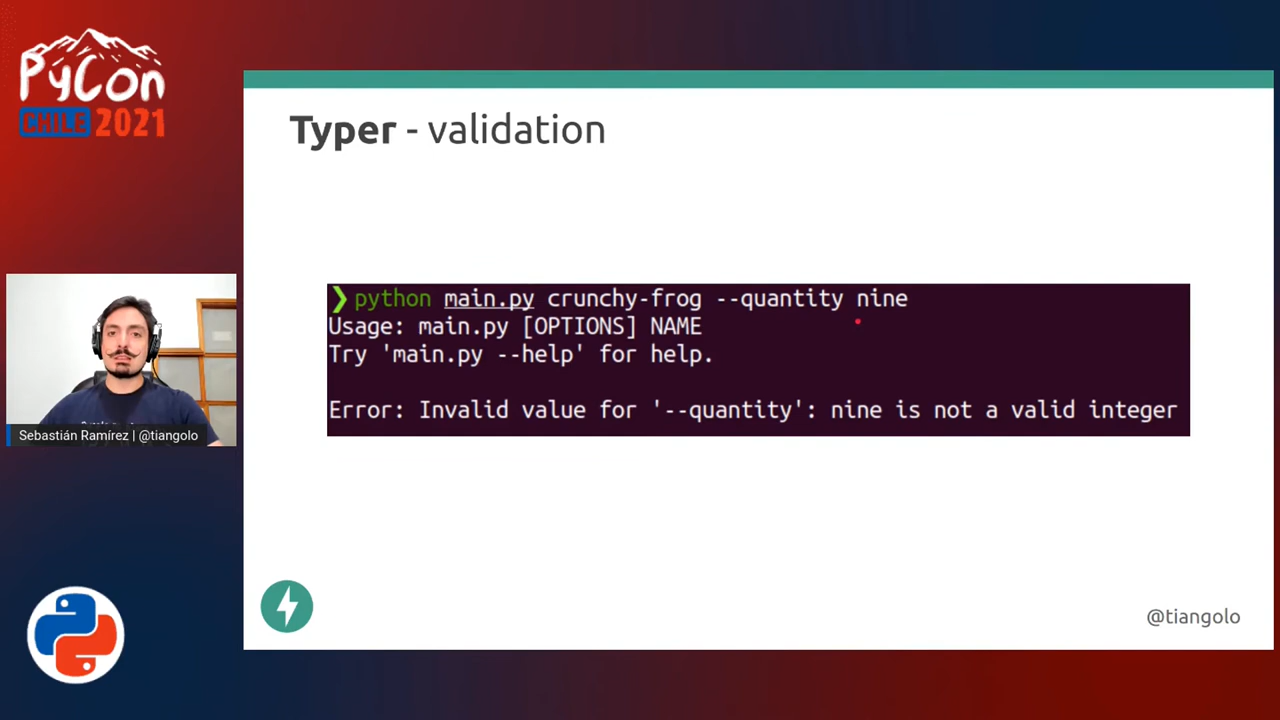 PyCon
CHILE 2021
Typer - validation
❯ python main.py crunchy-frog --quantity nine
Usage: main.py [OPTIONS] NAME
Try 'main.py --help' for help.
Error: Invalid value for '--quantity': nine is not a valid integer
Sebastián Ramírez | @tiangolo
@tiangolo